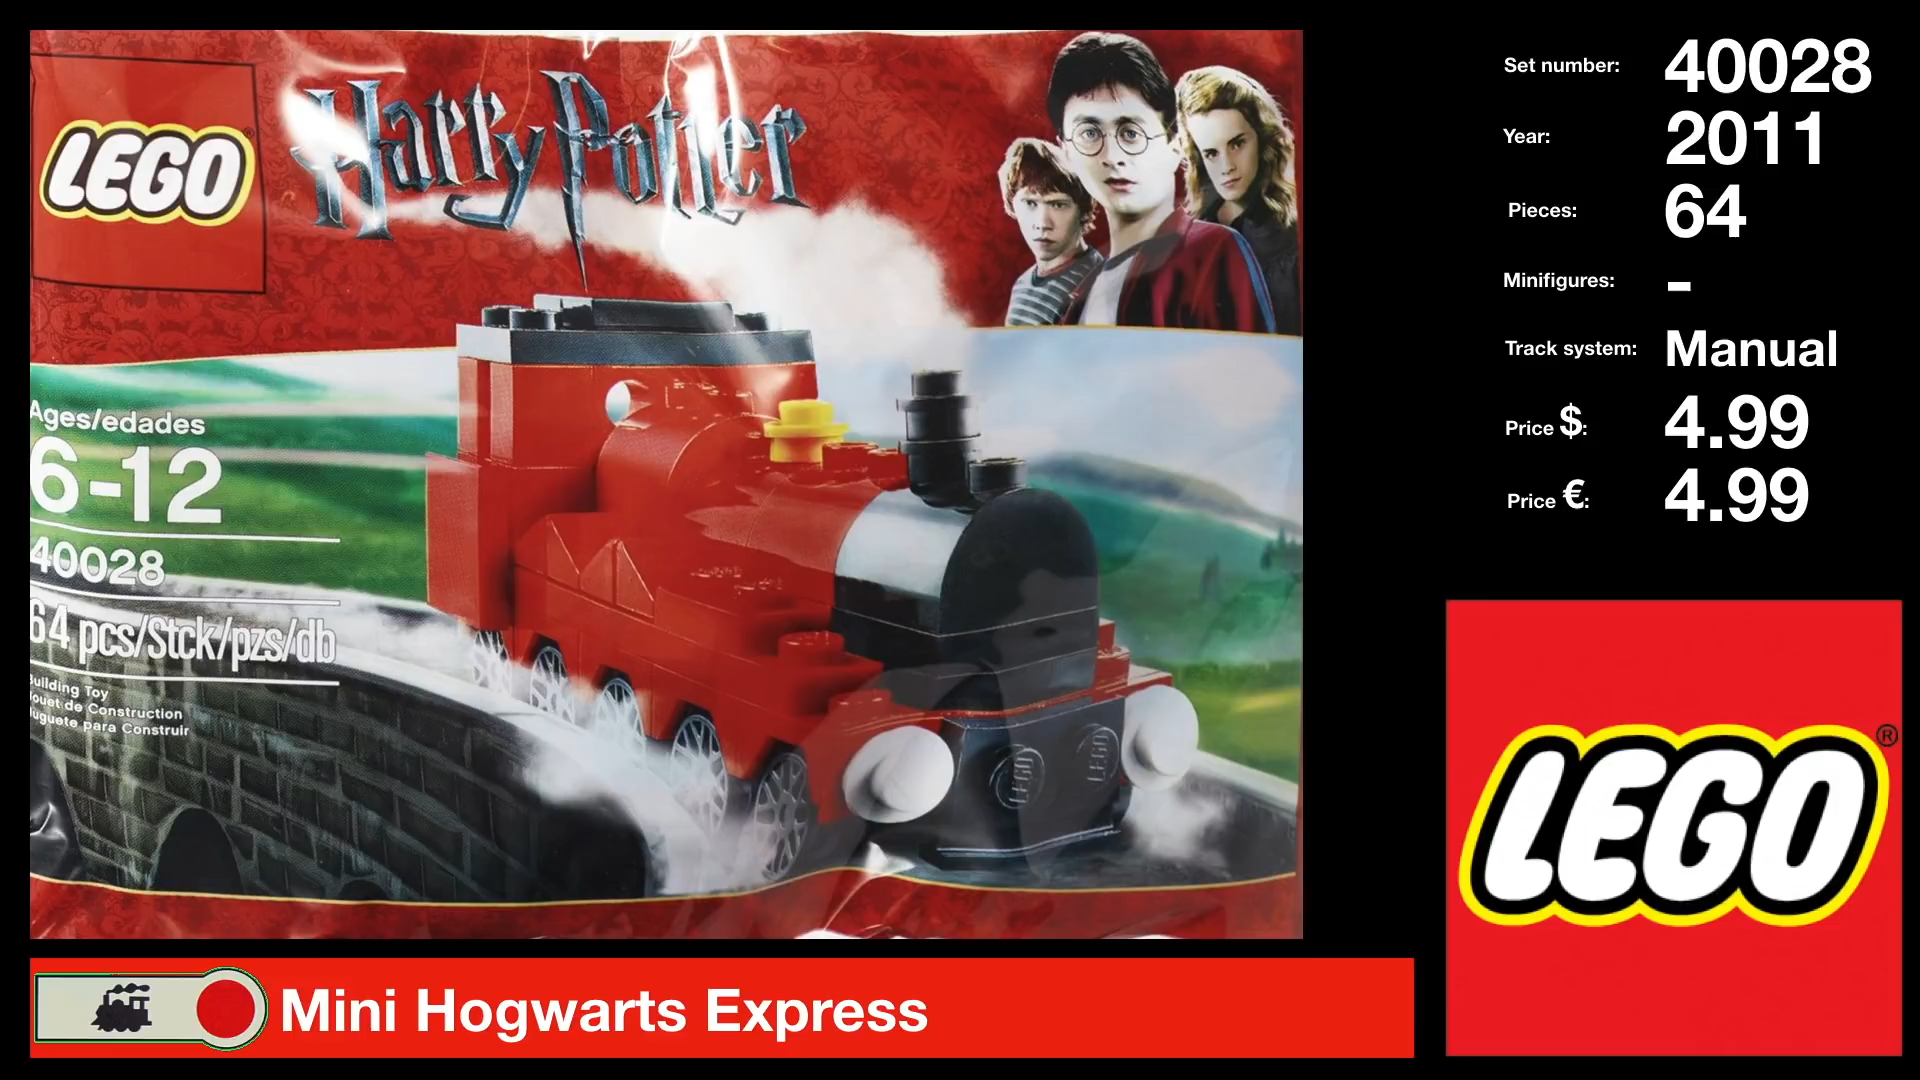 LEGO
Harry Potter
Ages/edades
6-12
40028
64 pcs/Stck/pzs/db
Building Toy
Jouet de Construction
Juguete para Construir
LEGO
LEGO
Mini Hogwarts Express
Set number: 40028
Year: 2011
Pieces: 64
Minifigures: -
Track system: Manual
Price $: 4.99
Price €: 4.99
LEGO®